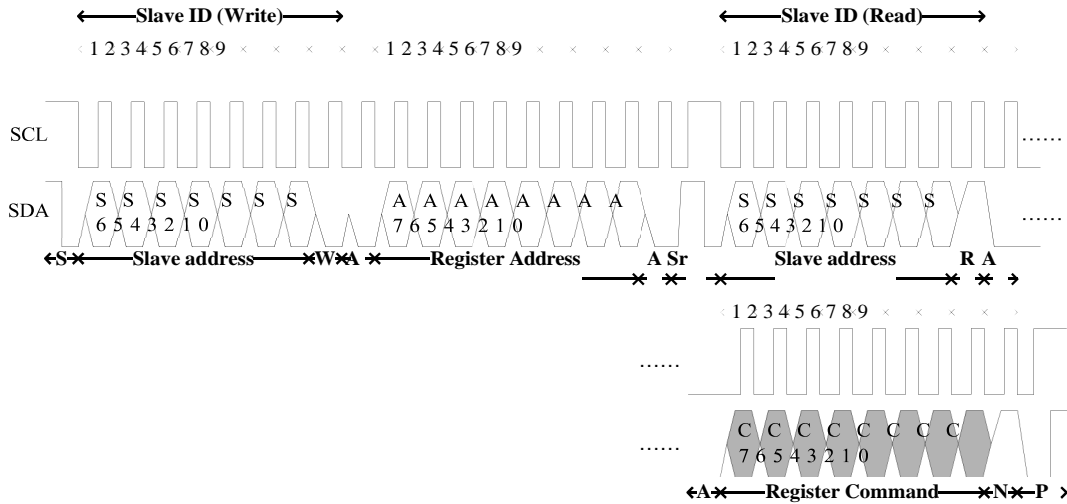 Slave ID (Write) Slave ID (Read)
1 2 3 4 5 6 7 8 9 1 2 3 4 5 6 7 8 9 1 2 3 4 5 6 7 8 9
SCL ......
S S S S S S S A A A A A A A A S S S S S S S
SDA ......
6 5 4 3 2 1 0 7 6 5 4 3 2 1 0 6 5 4 3 2 1 0
S Slave address W A Register Address A Sr Slave address R A
1 2 3 4 5 6 7 8 9
......
C C C C C C C C
......
7 6 5 4 3 2 1 0
A Register Command N P